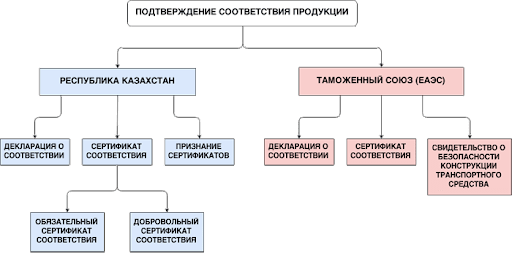 ПОДТВЕРЖДЕНИЕ СООТВЕТСТВИЯ ПРОДУКЦИИ
РЕСПУБЛИКА КАЗАХСТАН
ТАМОЖЕННЫЙ СОЮЗ (ЕАЭС)
ДЕКЛАРАЦИЯ О
СООТВЕТСТВИИ
СЕРТИФИКАТ
СООТВЕТСТВИЯ
ПРИЗНАНИЕ
СЕРТИФИКАТОВ
ДЕКЛАРАЦИЯ О
СООТВЕТСТВИИ
СЕРТИФИКАТ
СООТВЕТСТВИЯ
СВИДЕТЕЛЬСТВО О
БЕЗОПАСНОСТИ
КОНСТРУКЦИИ
ТРАНСПОРТНОГО
СРЕДСТВА
ОБЯЗАТЕЛЬНЫЙ
СЕРТИФИКАТ
СООТВЕТСТВИЯ
ДОБРОВОЛЬНЫЙ
СЕРТИФИКАТ
СООТВЕТСТВИЯ